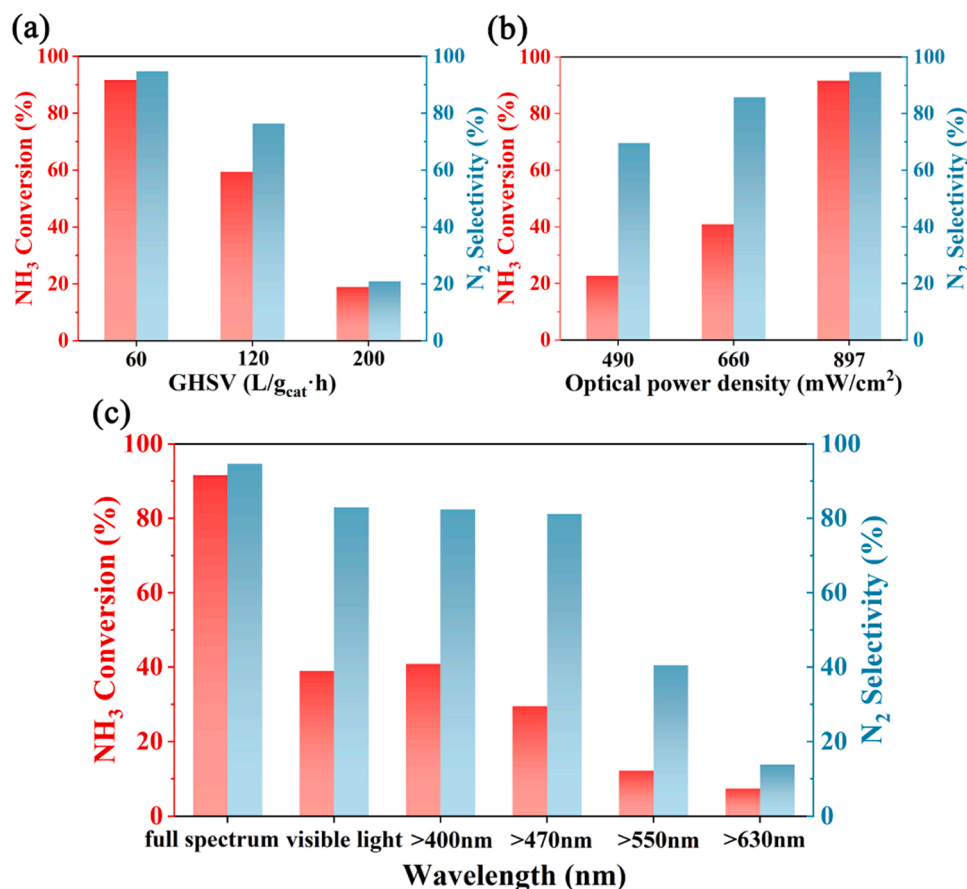 (a)
100
80
60
40
20
0
NH₃ Conversion (%)
100
80
60
40
20
0
N₂ Selectivity (%)
60 120 200
GHSV (L/g_cat·h)
(b)
100
80
60
40
20
0
NH₃ Conversion (%)
100
80
60
40
20
0
N₂ Selectivity (%)
490 660 897
Optical power density (mW/cm²)
(c)
100
80
60
40
20
0
NH₃ Conversion (%)
100
80
60
40
20
0
N₂ Selectivity (%)
full spectrum visible light >400nm >470nm >550nm >630nm
Wavelength (nm)